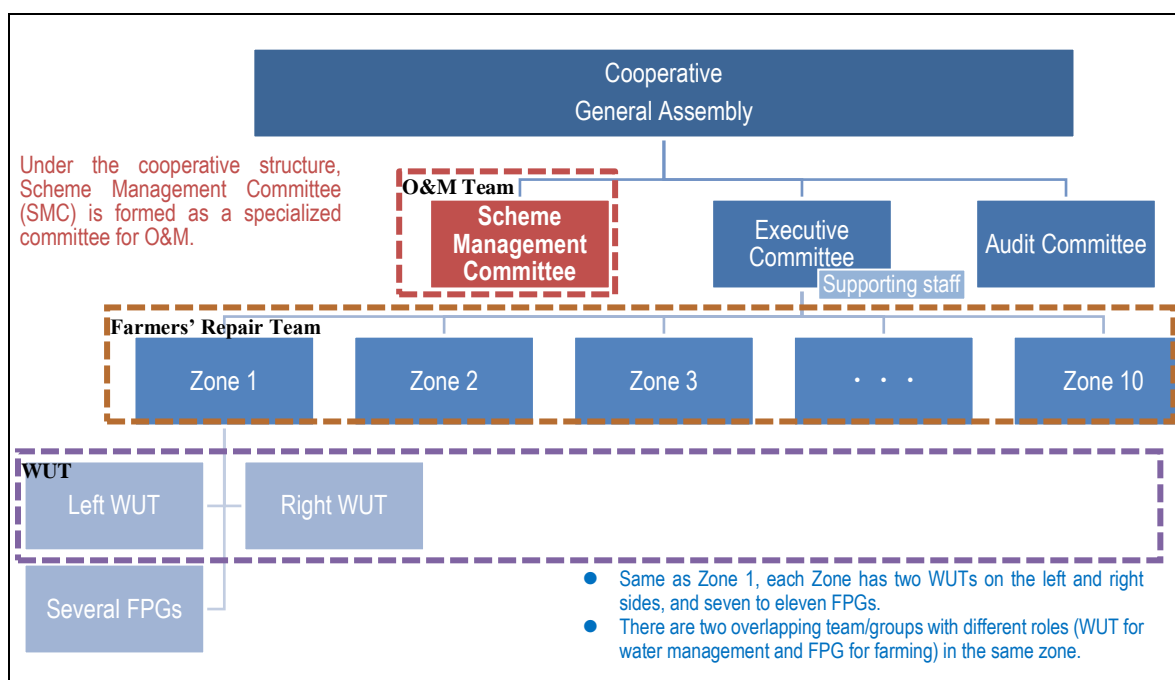 Cooperative
General Assembly
Under the cooperative structure,
Scheme Management Committee
(SMC) is formed as a specialized
committee for O&M.
O&M Team
Scheme
Management
Committee
Executive
Committee
Audit Committee
Supporting staff
Farmers' Repair Team
Zone 1
Zone 2
Zone 3
・・・
Zone 10
WUT
Left WUT
Right WUT
Several FPGs
● Same as Zone 1, each Zone has two WUTs on the left and right
sides, and seven to eleven FPGs.
● There are two overlapping team/groups with different roles (WUT for
water management and FPG for farming) in the same zone.